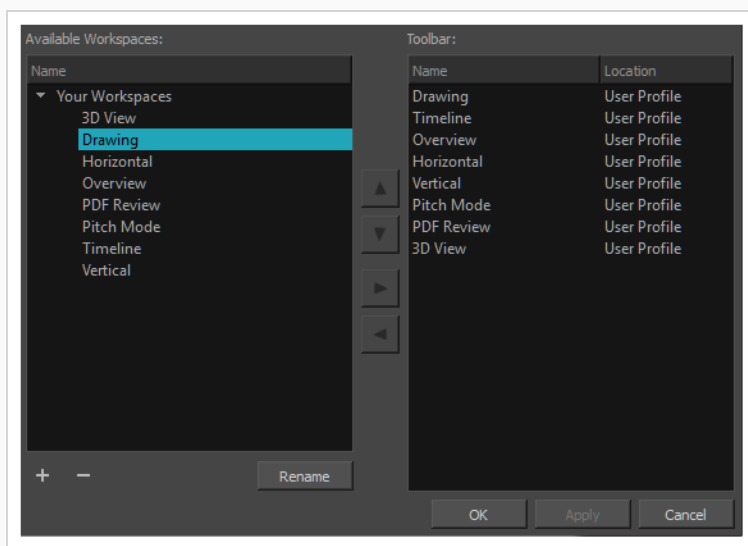 Available Workspaces:
Name
Your Workspaces
3D View
Drawing
Horizontal
Overview
PDF Review
Pitch Mode
Timeline
Vertical
+ − Rename
Toolbar:
Name Location
Drawing User Profile
Timeline User Profile
Overview User Profile
Horizontal User Profile
Vertical User Profile
Pitch Mode User Profile
PDF Review User Profile
3D View User Profile
OK Apply Cancel